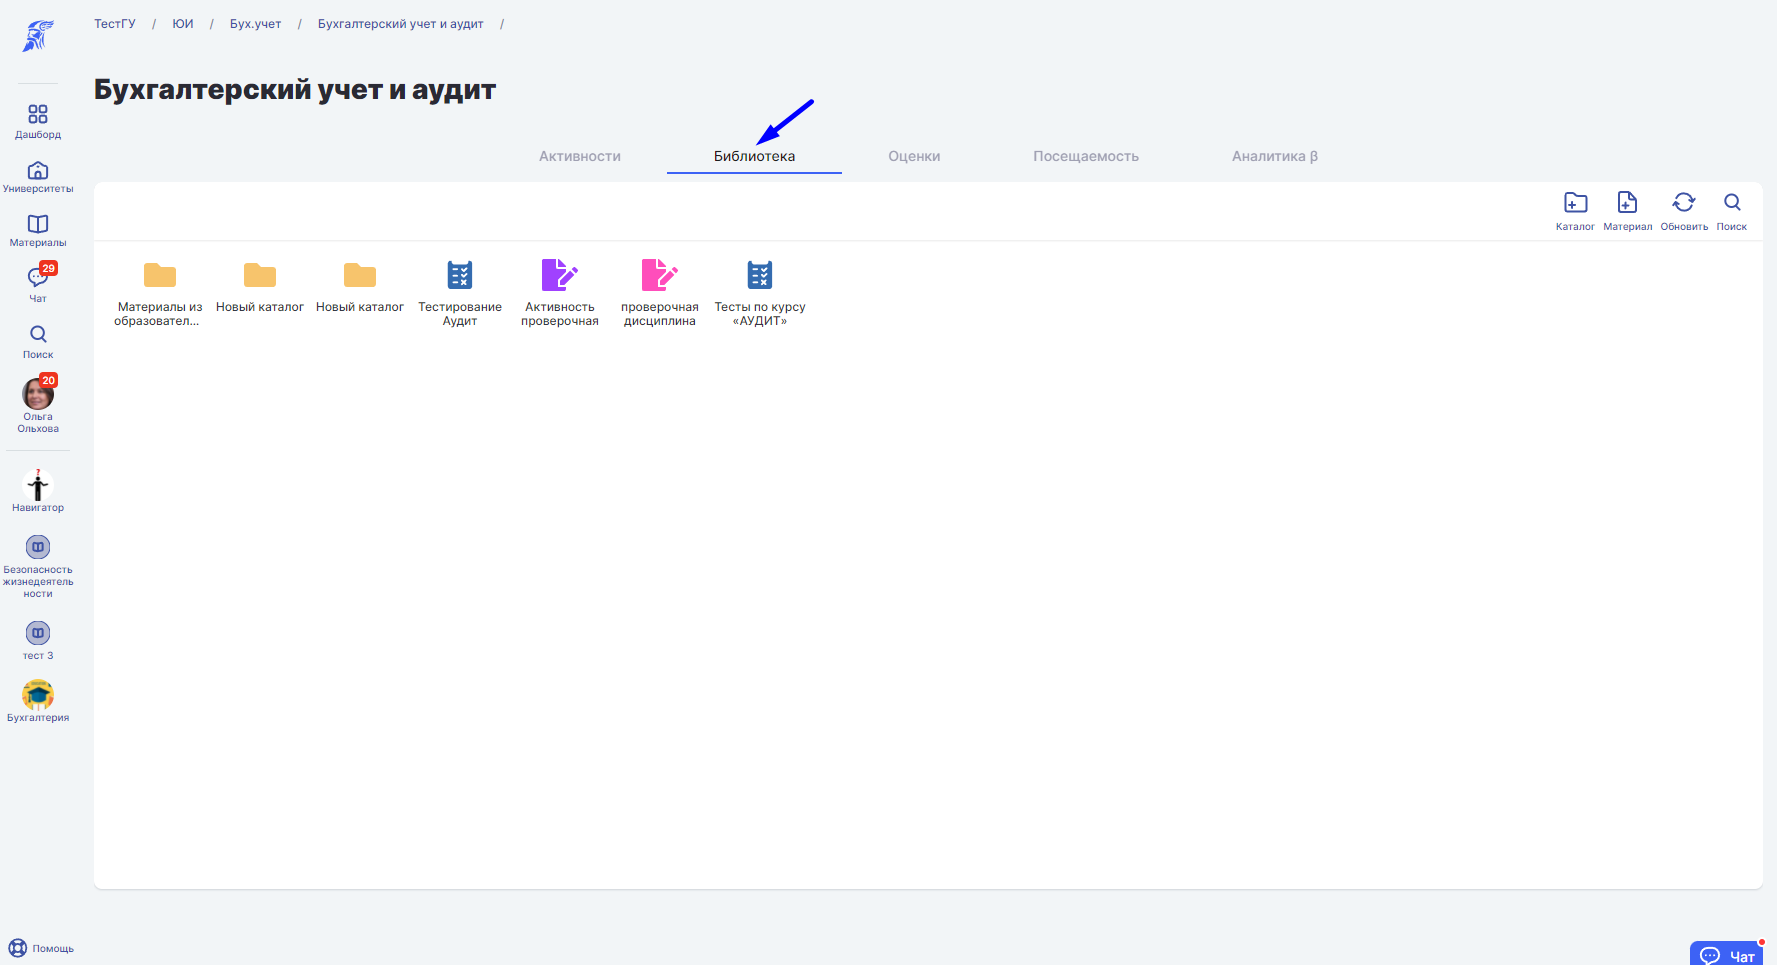 ТестГУ / ЮИ / Бух.учет / Бухгалтерский учет и аудит /
Бухгалтерский учет и аудит
Активности Библиотека Оценки Посещаемость Аналитика β
Каталог Материал Обновить Поиск
Материалы из
образовател...
Новый каталог
Новый каталог
Тестирование
Аудит
Активность
проверочная
проверочная
дисциплина
Тесты по курсу
«АУДИТ»
Дашборд
Университеты
Материалы
29
Чат
Поиск
20
Ольга
Ольхова
?
Навигатор
Безопасность
жизнедеятель
ности
тест 3
Бухгалтерия
Помощь
Чат